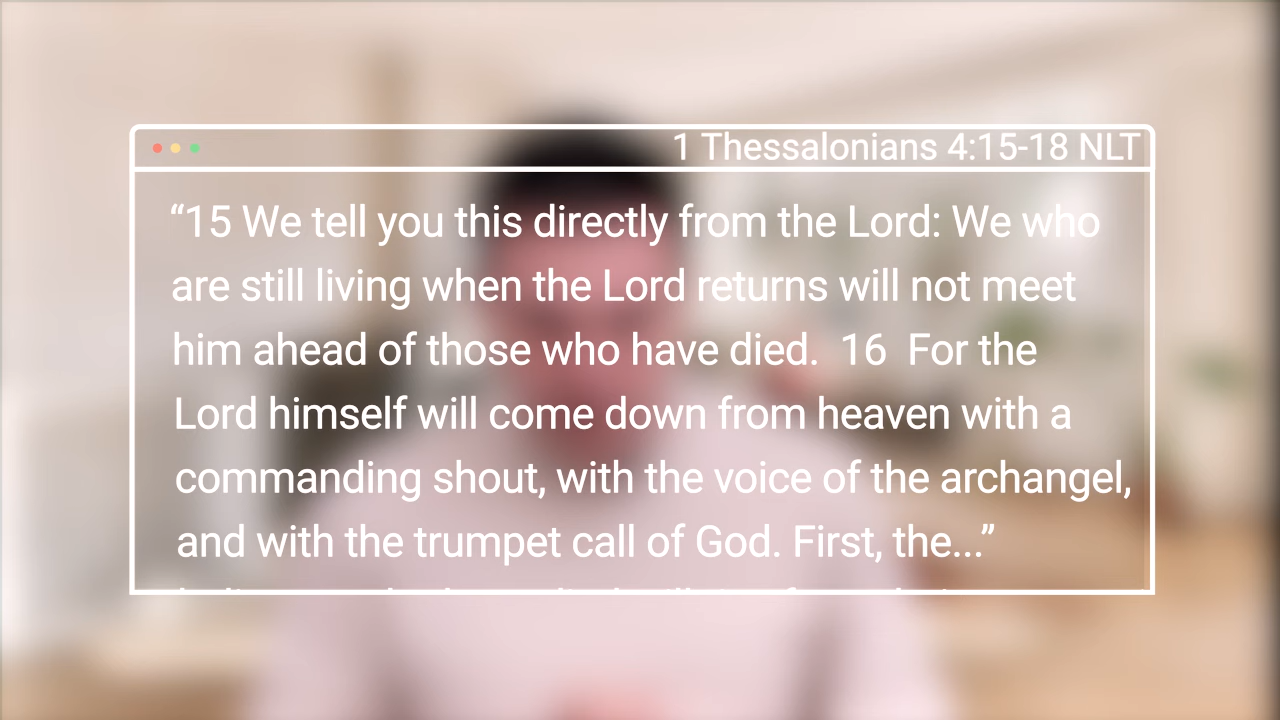 1 Thessalonians 4:15-18 NLT
“15 We tell you this directly from the Lord: We who
are still living when the Lord returns will not meet
him ahead of those who have died. 16 For the
Lord himself will come down from heaven with a
commanding shout, with the voice of the archangel,
and with the trumpet call of God. First, the...”